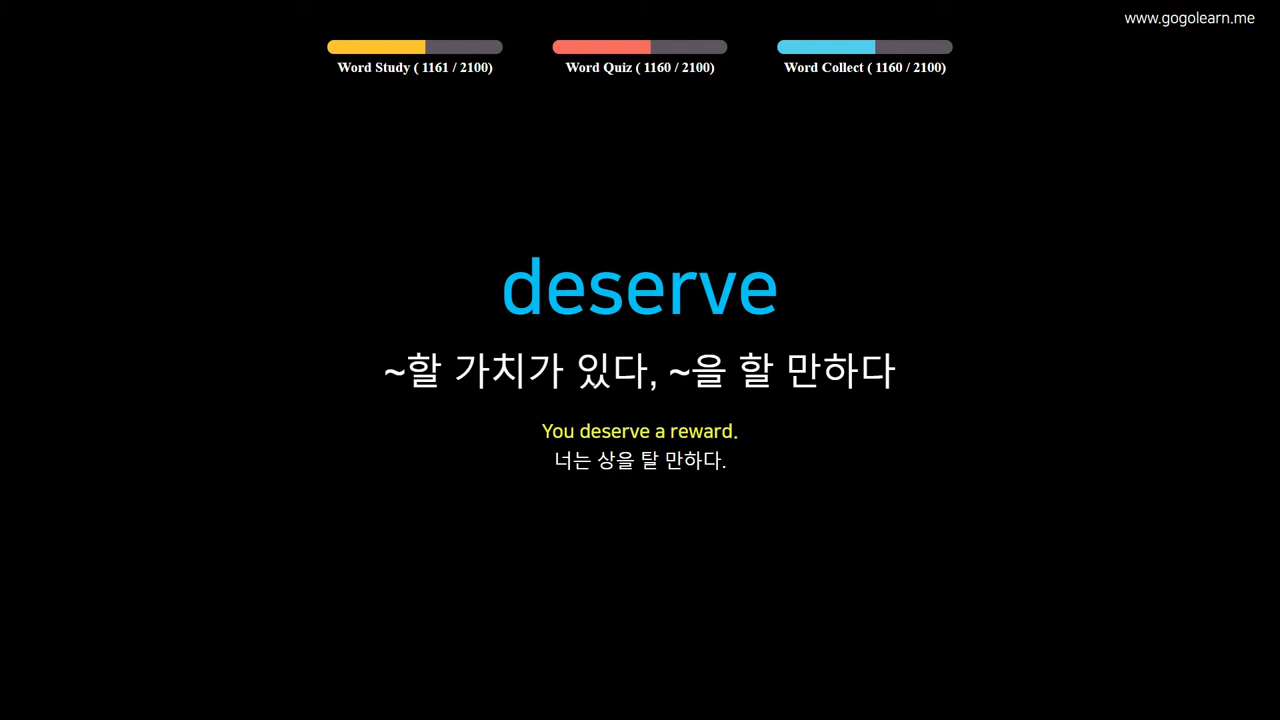 www.gogolearn.me
Word Study ( 1161 / 2100)
Word Quiz ( 1160 / 2100)
Word Collect ( 1160 / 2100)
deserve
~할 가치가 있다, ~을 할 만하다
You deserve a reward.
너는 상을 탈 만하다.